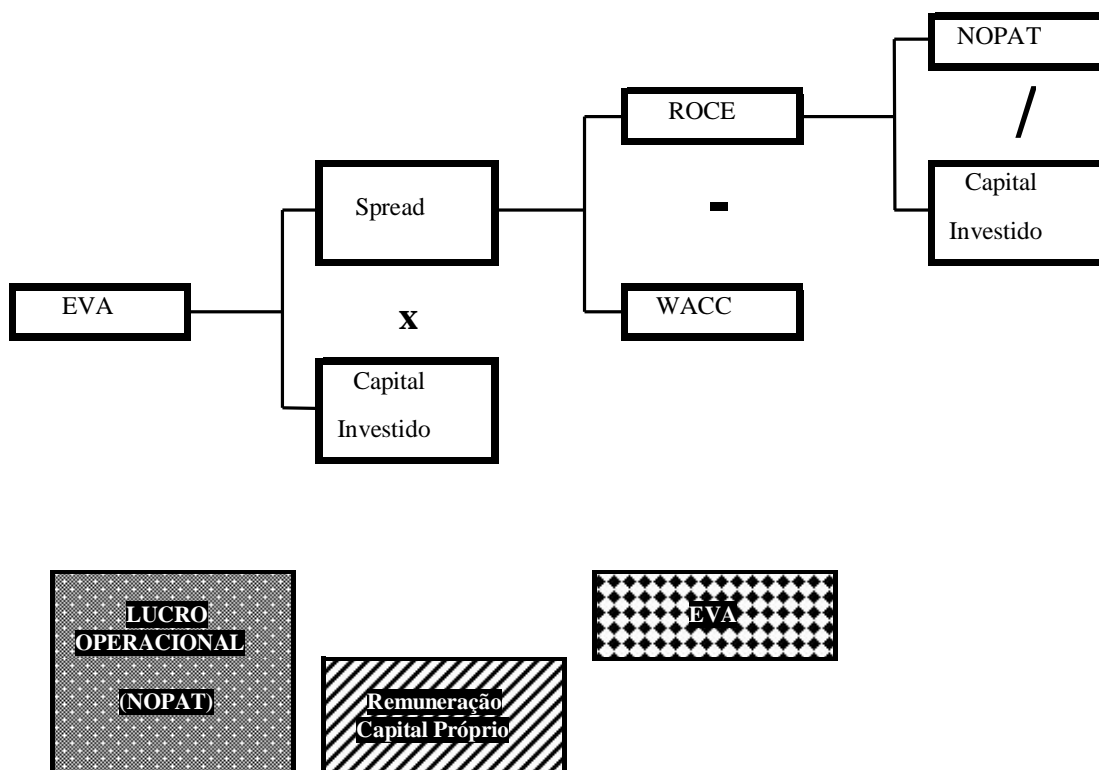 NOPAT
/
ROCE
Capital
Investido
Spread
-
EVA
x
WACC
Capital
Investido
LUCRO
OPERACIONAL
(NOPAT)
EVA
Remuneração
Capital Próprio